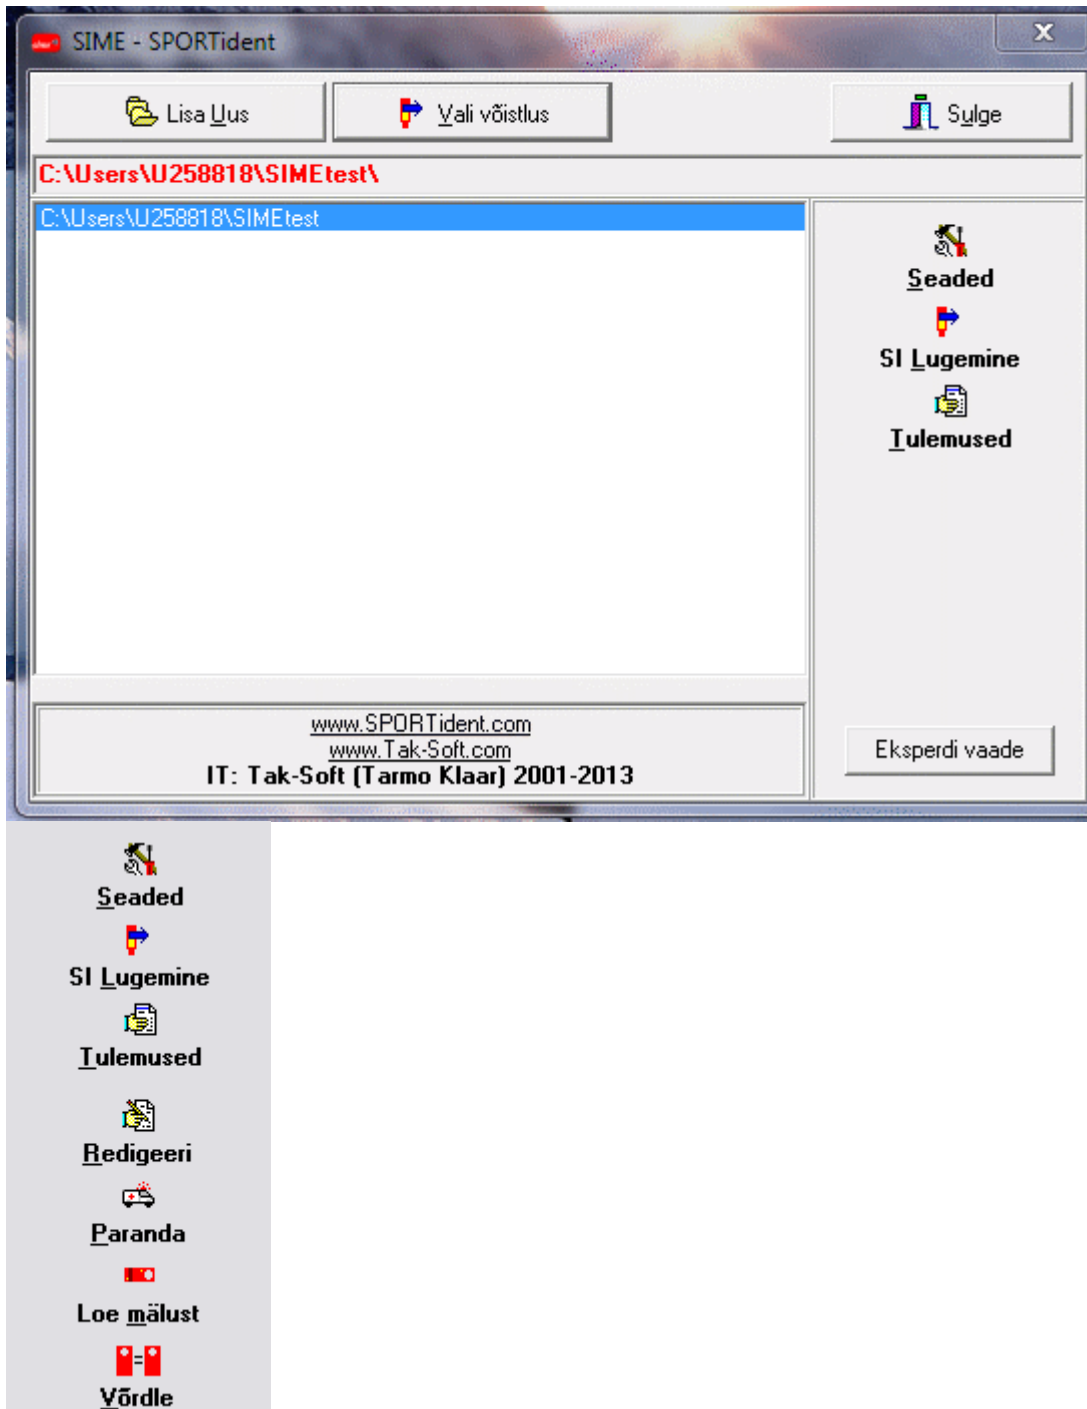 SIME - SPORTident
X
Lisa Uus
Vali võistlus
Sulge
C:\Users\U258818\SIMEtest\
C:\Users\U258818\SIMEtest
Seaded
SI Lugemine
Tulemused
www.SPORTident.com
www.Tak-Soft.com
IT: Tak-Soft (Tarmo Klaar) 2001-2013
Eksperdi vaade
Seaded
SI Lugemine
Tulemused
Redigeeri
Paranda
Loe mälust
Võrdle